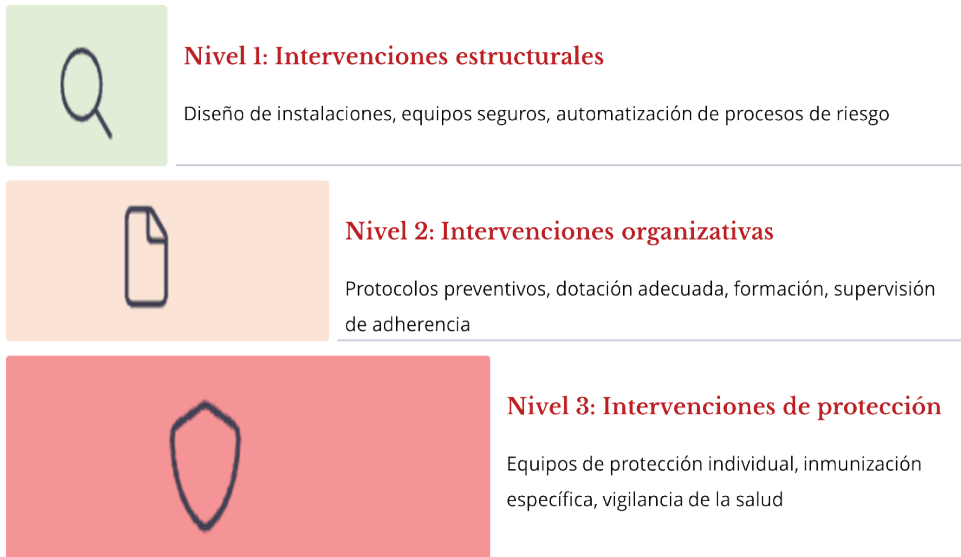 Nivel 1: Intervenciones estructurales
Diseño de instalaciones, equipos seguros, automatización de procesos de riesgo
Nivel 2: Intervenciones organizativas
Protocolos preventivos, dotación adecuada, formación, supervisión
de adherencia
Nivel 3: Intervenciones de protección
Equipos de protección individual, inmunización
específica, vigilancia de la salud